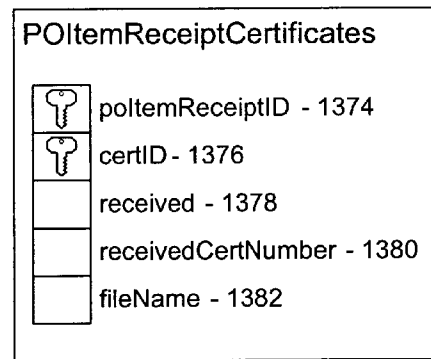 POItemReceiptCertificates
poItemReceiptID - 1374
certID - 1376
received - 1378
receivedCertNumber - 1380
fileName - 1382